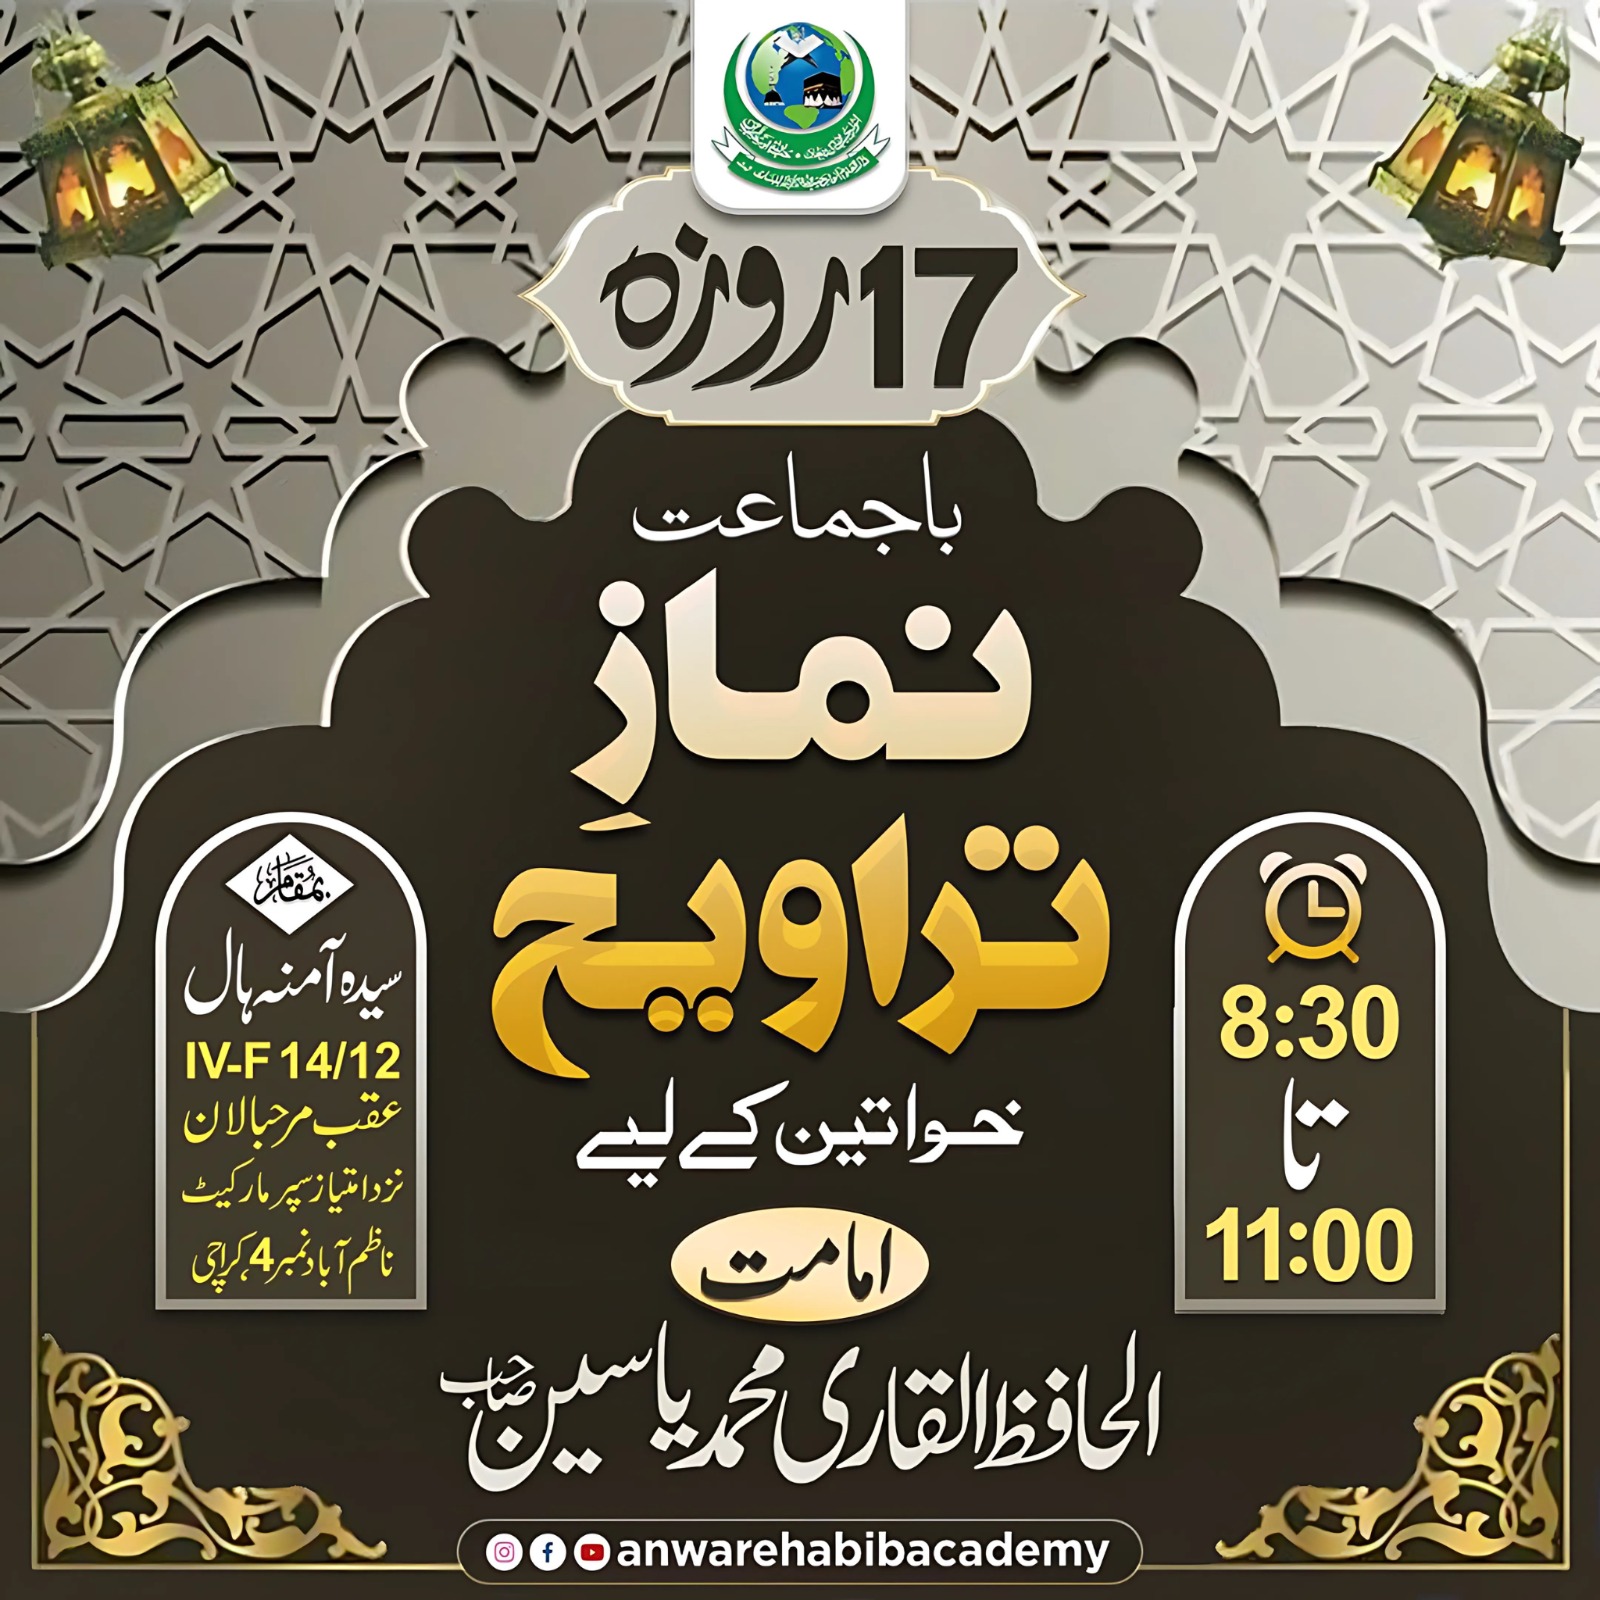 17 روزہ
باجماعت
نمازِ
تراویح
خواتین کے لیے
امامت
الحافظ القاری محمد یاسین صاحب
8:30
تا
11:00
بمُقام
سیدہ آمنہ ہال
IV-F 14/12
عقب مرحبا لان
نزد امتیاز سپر مارکیٹ
ناظم آباد نمبر 4، کراچی
anwarehabibacademy